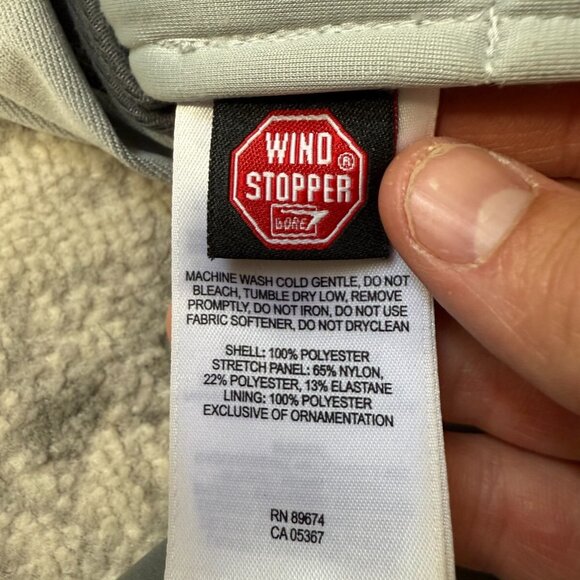 WIND
STOPPER ®
GORE
MACHINE WASH COLD GENTLE, DO NOT
BLEACH, TUMBLE DRY LOW, REMOVE
PROMPTLY, DO NOT IRON, DO NOT USE
FABRIC SOFTENER, DO NOT DRYCLEAN
SHELL: 100% POLYESTER
STRETCH PANEL: 65% NYLON,
22% POLYESTER, 13% ELASTANE
LINING: 100% POLYESTER
EXCLUSIVE OF ORNAMENTATION
RN 89674
CA 05367